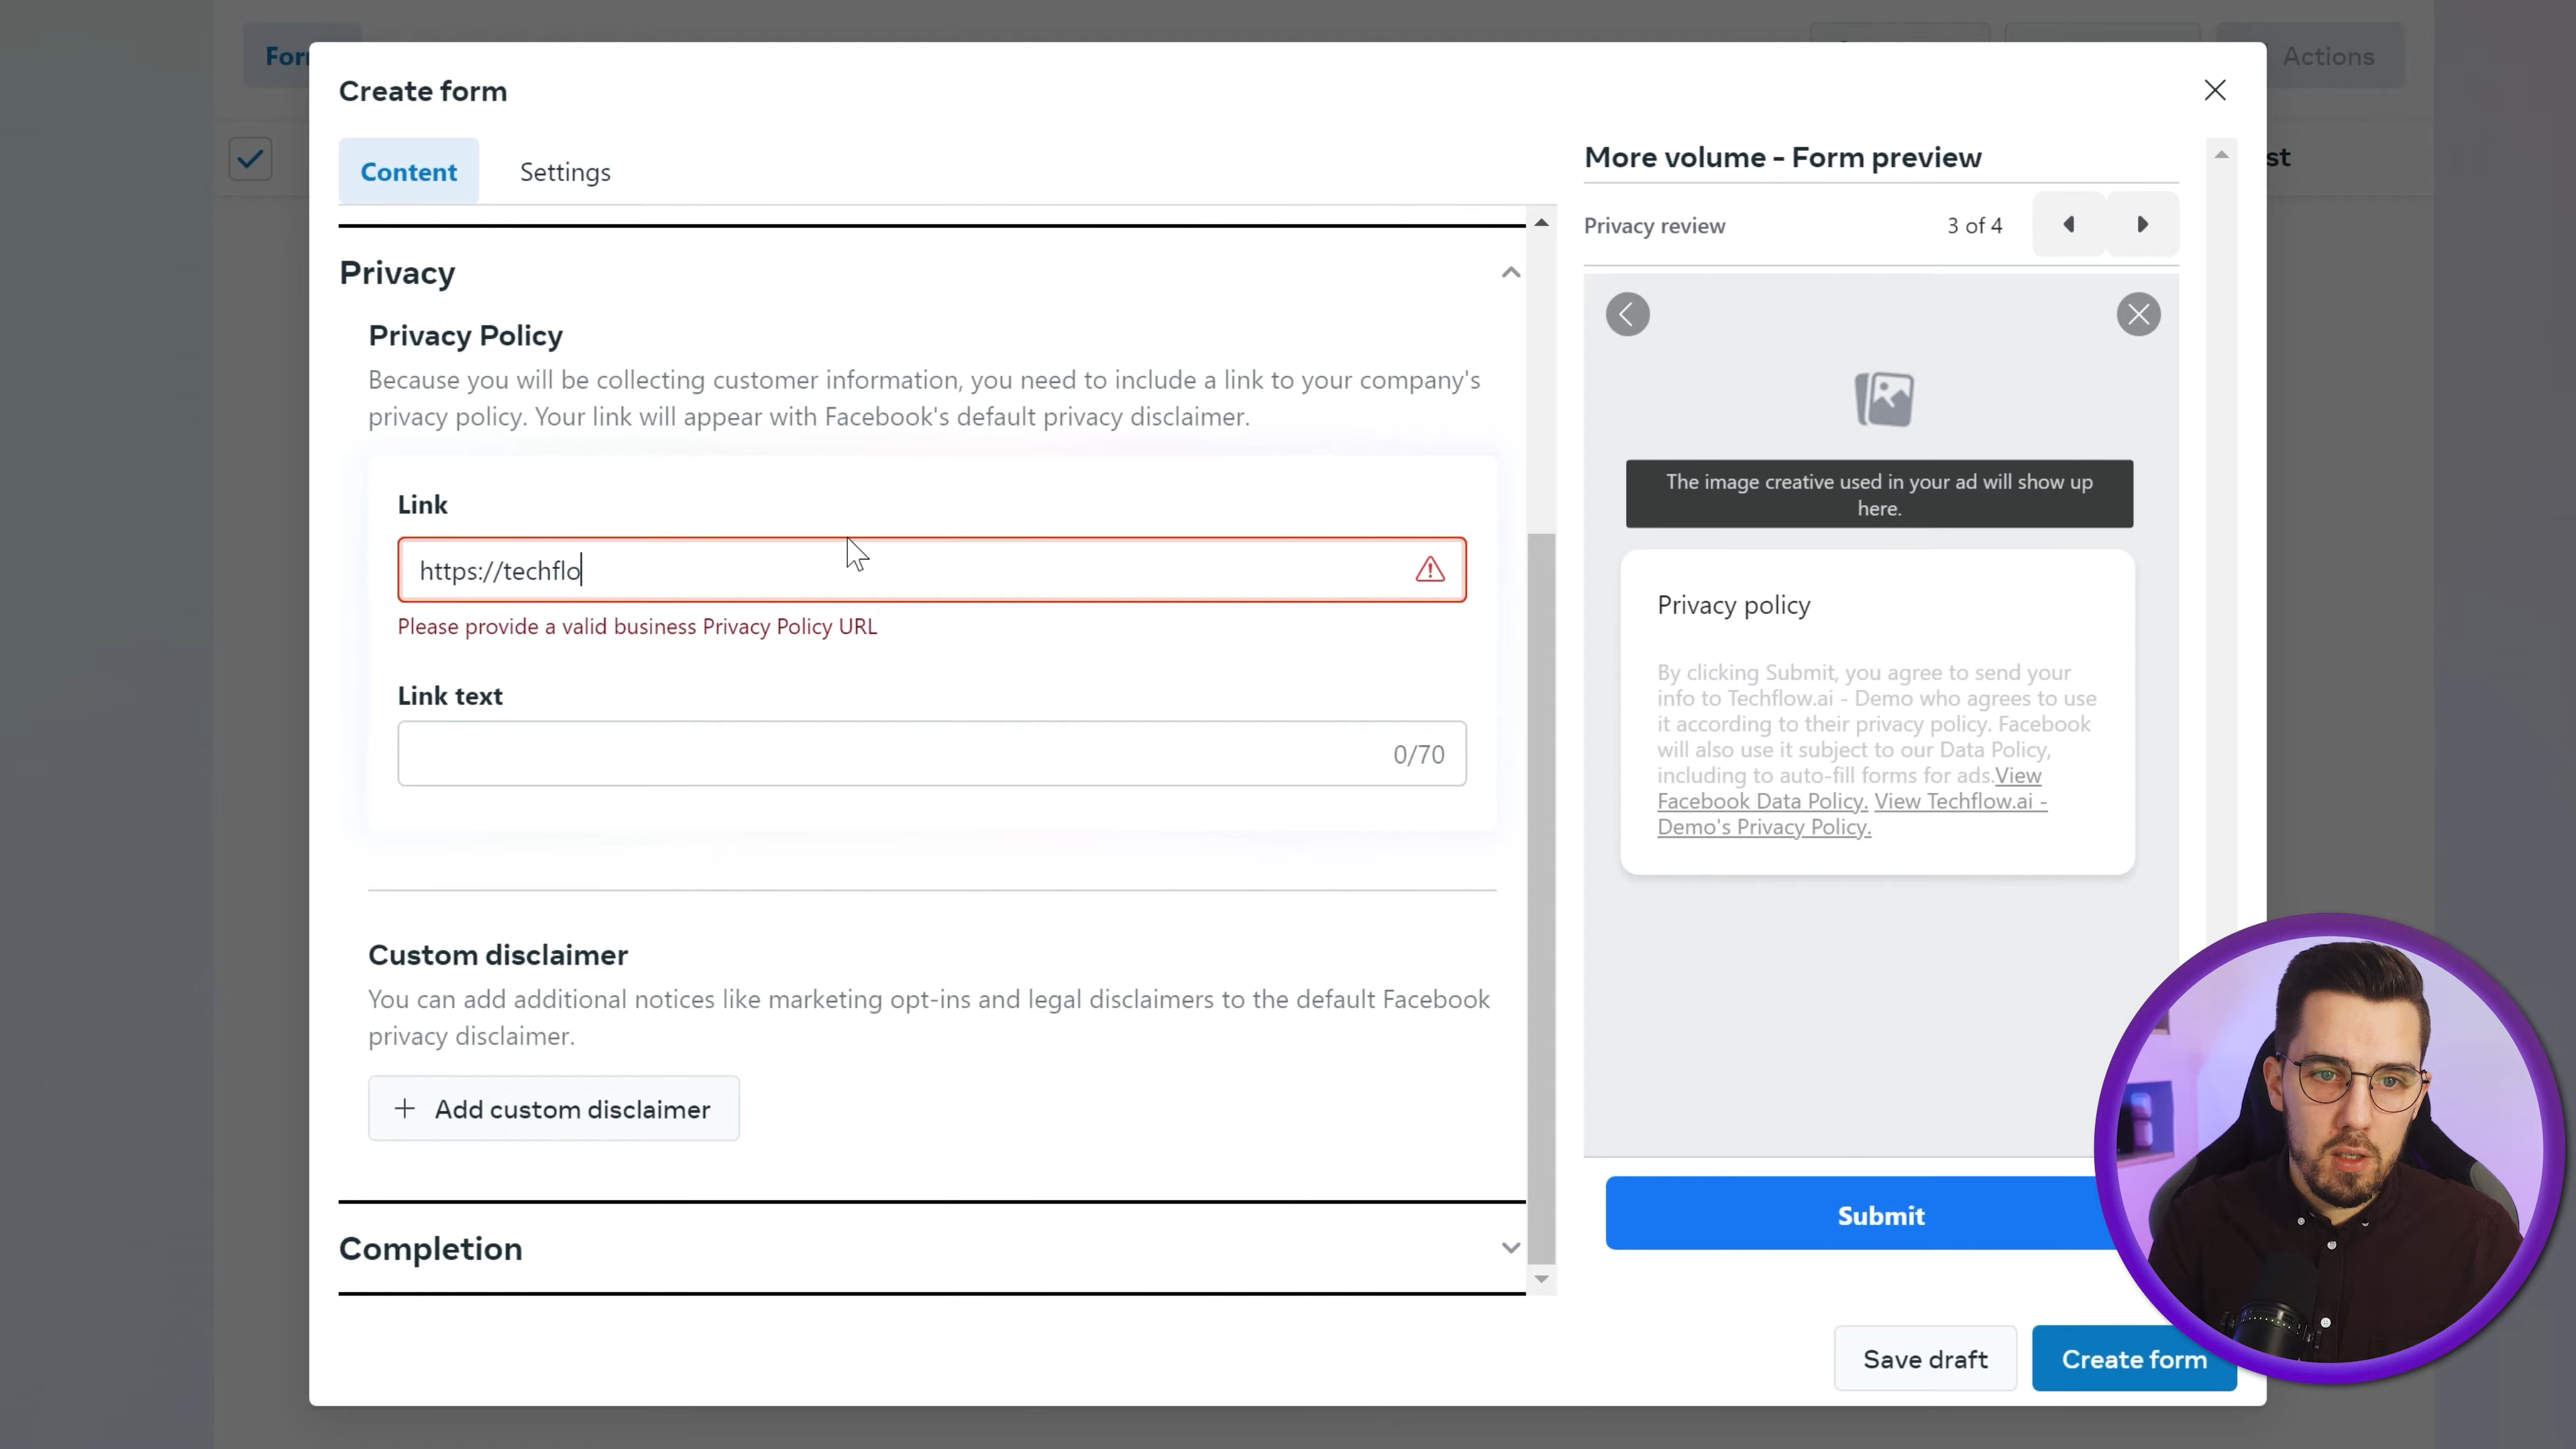 For
Actions
Create form
Content
Settings
Privacy
Privacy Policy
Because you will be collecting customer information, you need to include a link to your company's
privacy policy. Your link will appear with Facebook's default privacy disclaimer.
Link
https://techflo
Please provide a valid business Privacy Policy URL
Link text
0/70
Custom disclaimer
You can add additional notices like marketing opt-ins and legal disclaimers to the default Facebook
privacy disclaimer.
+ Add custom disclaimer
Completion
More volume - Form preview
st
Privacy review
3 of 4
The image creative used in your ad will show up
here.
Privacy policy
By clicking Submit, you agree to send your
info to Techflow.ai - Demo who agrees to use
it according to their privacy policy. Facebook
will also use it subject to our Data Policy,
including to auto-fill forms for ads.View
Facebook Data Policy. View Techflow.ai -
Demo's Privacy Policy.
Submit
Save draft
Create form